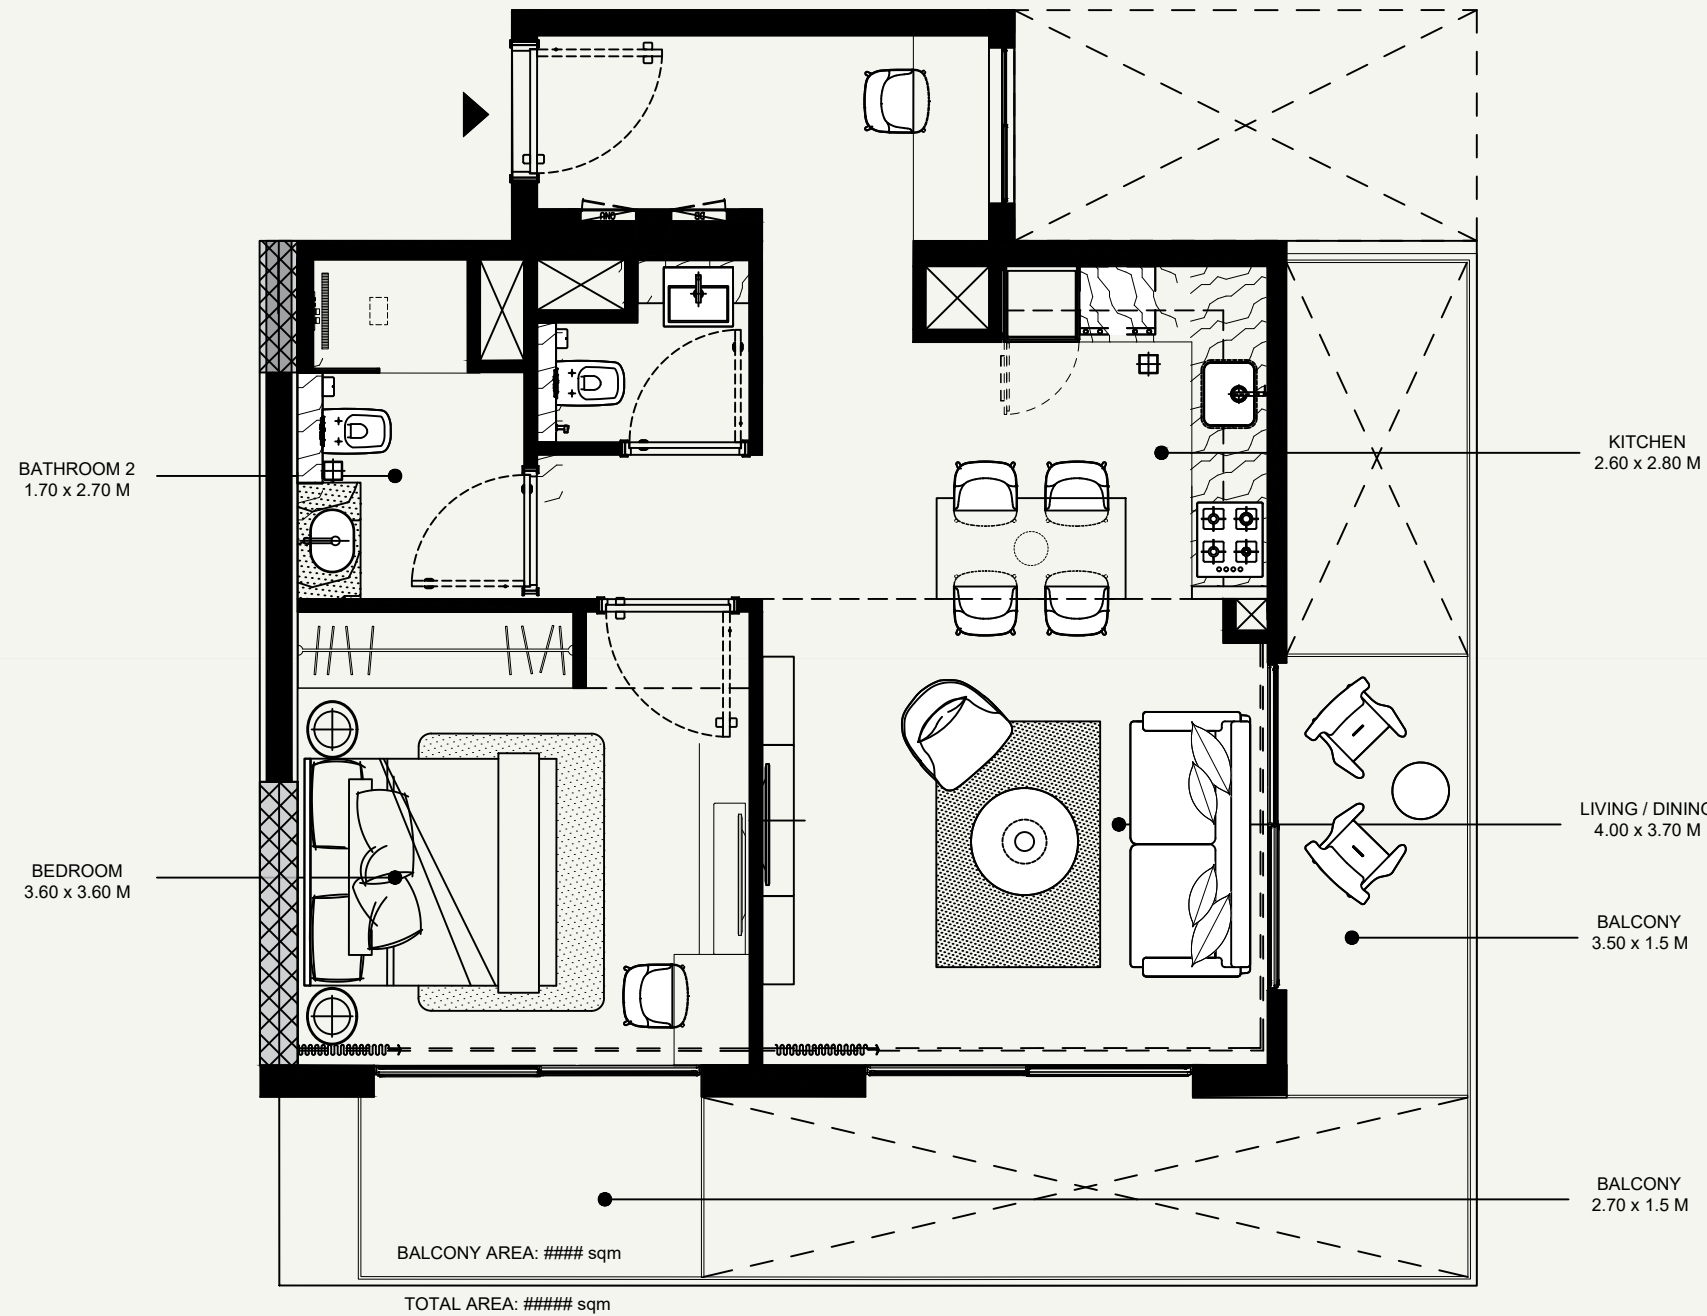 BATHROOM 2
1.70 x 2.70 M
KITCHEN
2.60 x 2.80 M
LIVING / DINING
4.00 x 3.70 M
BEDROOM
3.60 x 3.60 M
BALCONY
3.50 x 1.5 M
BALCONY
2.70 x 1.5 M
BALCONY AREA: #### sqm
TOTAL AREA: ##### sqm